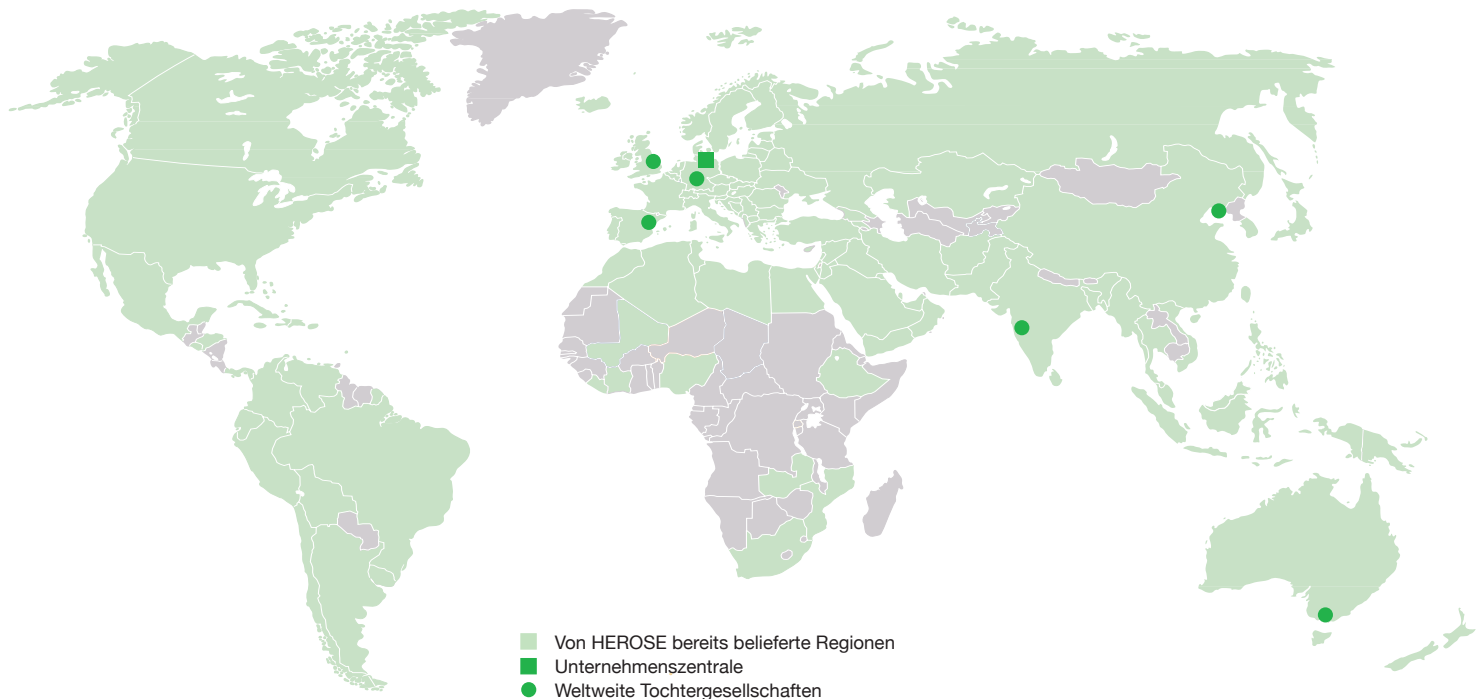 Von HEROSE bereits belieferte Regionen
Unternehmenszentrale
Weltweite Tochtergesellschaften